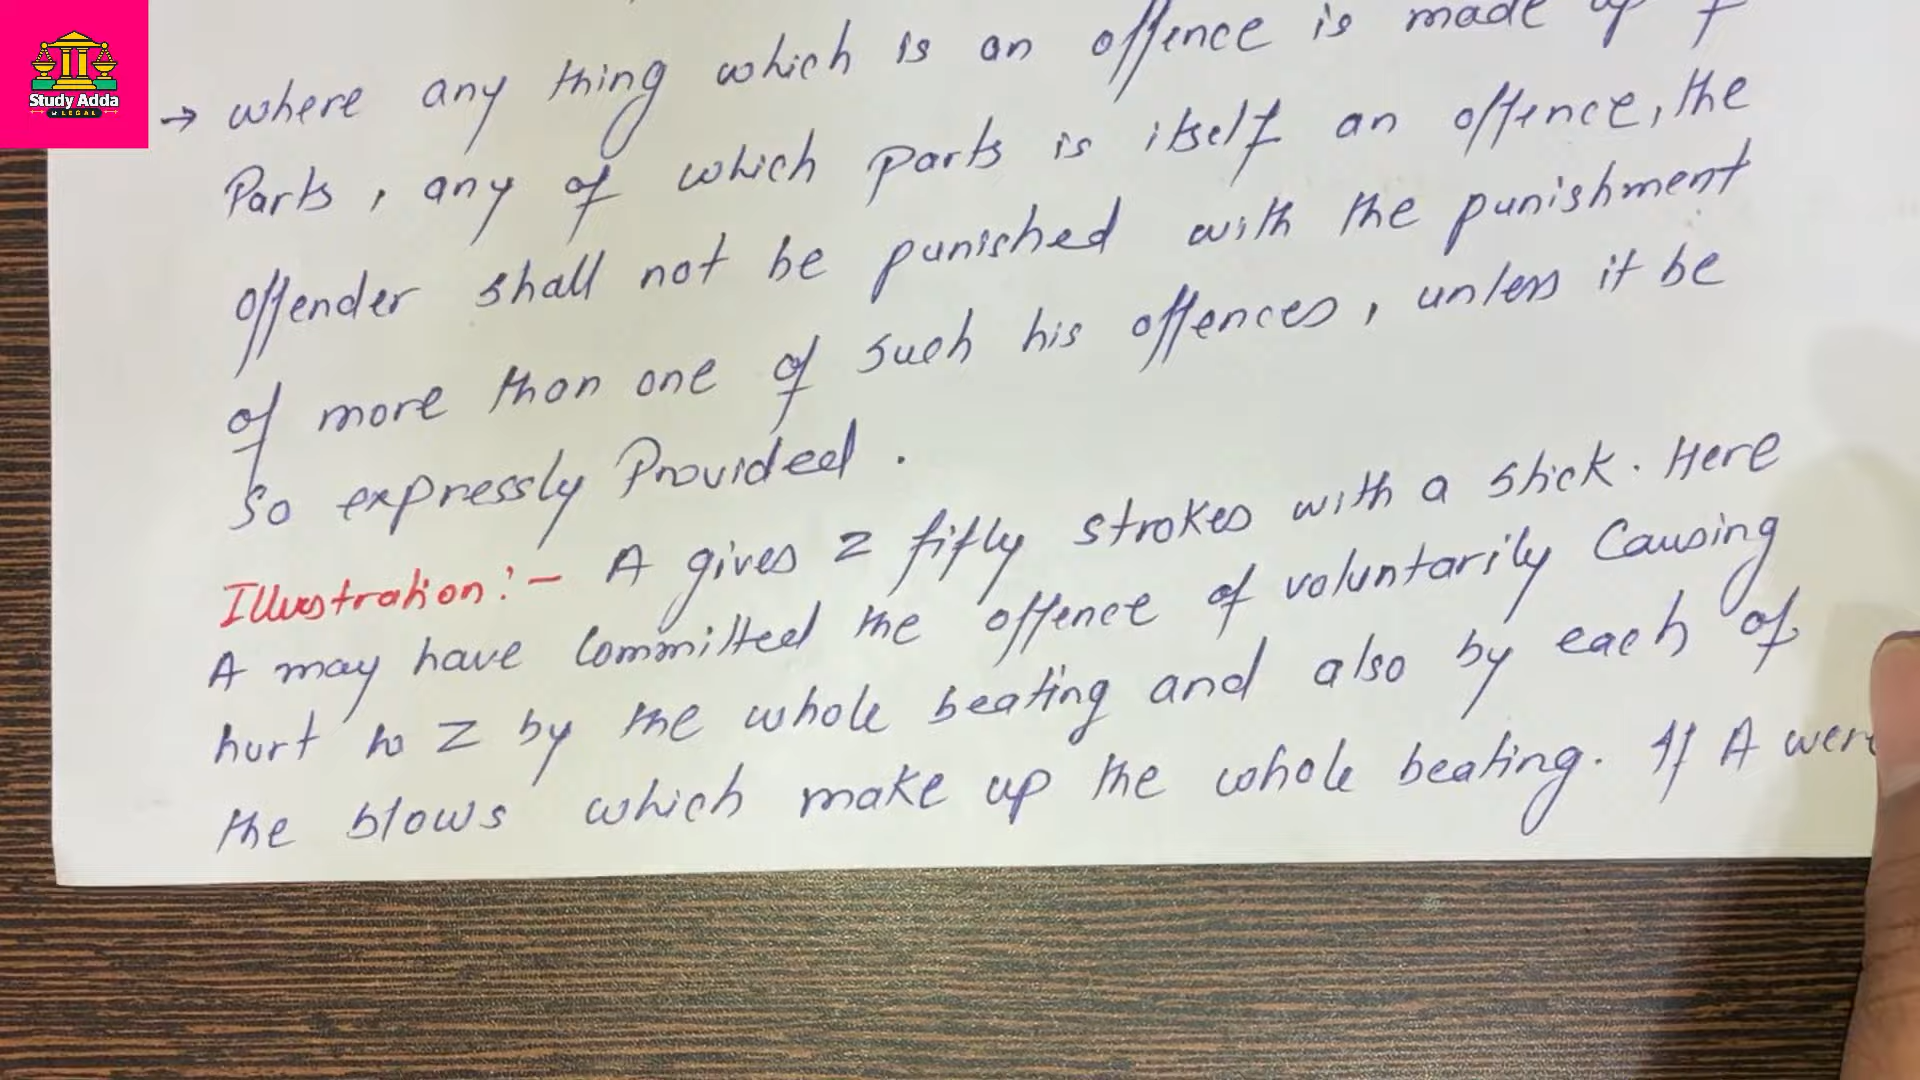 Study Adda
LEGAL
→ where any thing which is an offence is made up of
Parts, any of which parts is itself an offence, the
offender shall not be punished with the punishment
of more than one of such his offences, unless it be
so expressly Provided.
Illustration:- A gives Z fifty strokes with a stick. Here
A may have Committed the offence of voluntarily Causing
hurt to Z by the whole beating and also by each of
the blows which make up the whole beating. If A were